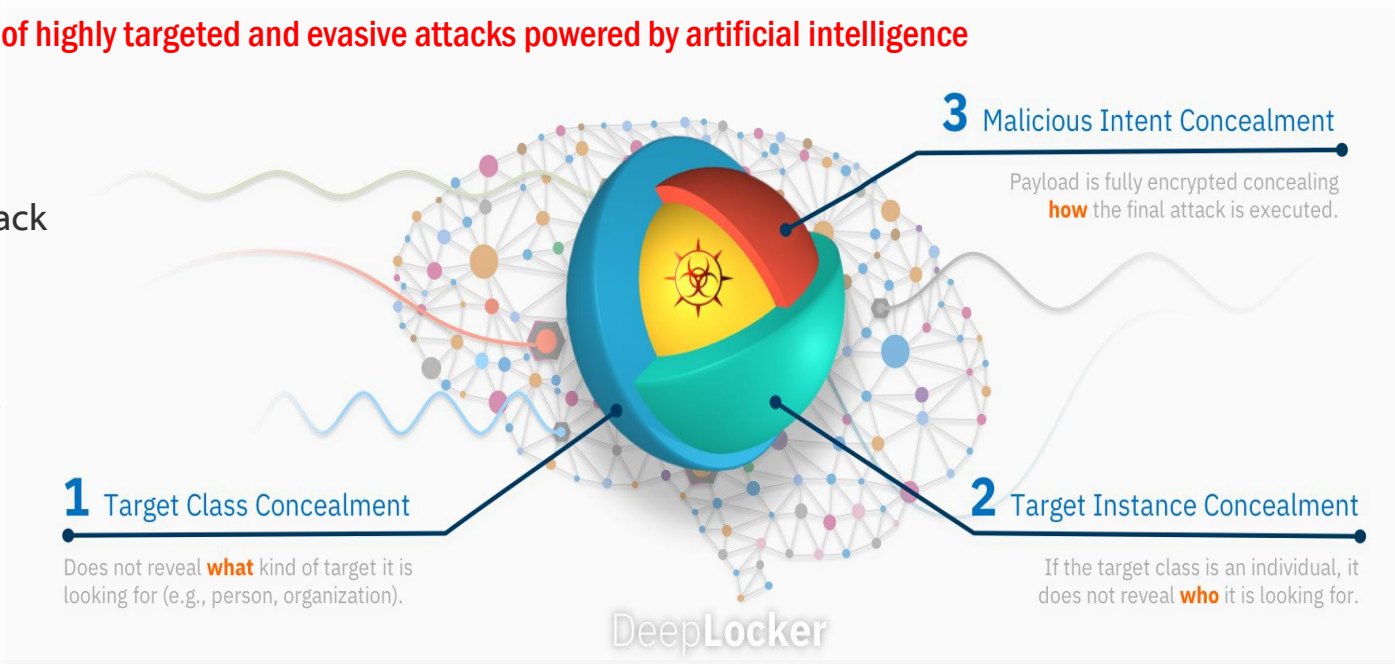 of highly targeted and evasive attacks powered by artificial intelligence
3 Malicious Intent Concealment
Payload is fully encrypted concealing
how the final attack is executed.
ack
1 Target Class Concealment
Does not reveal what kind of target it is
looking for (e.g., person, organization).
2 Target Instance Concealment
If the target class is an individual, it
does not reveal who it is looking for.
DeepLocker